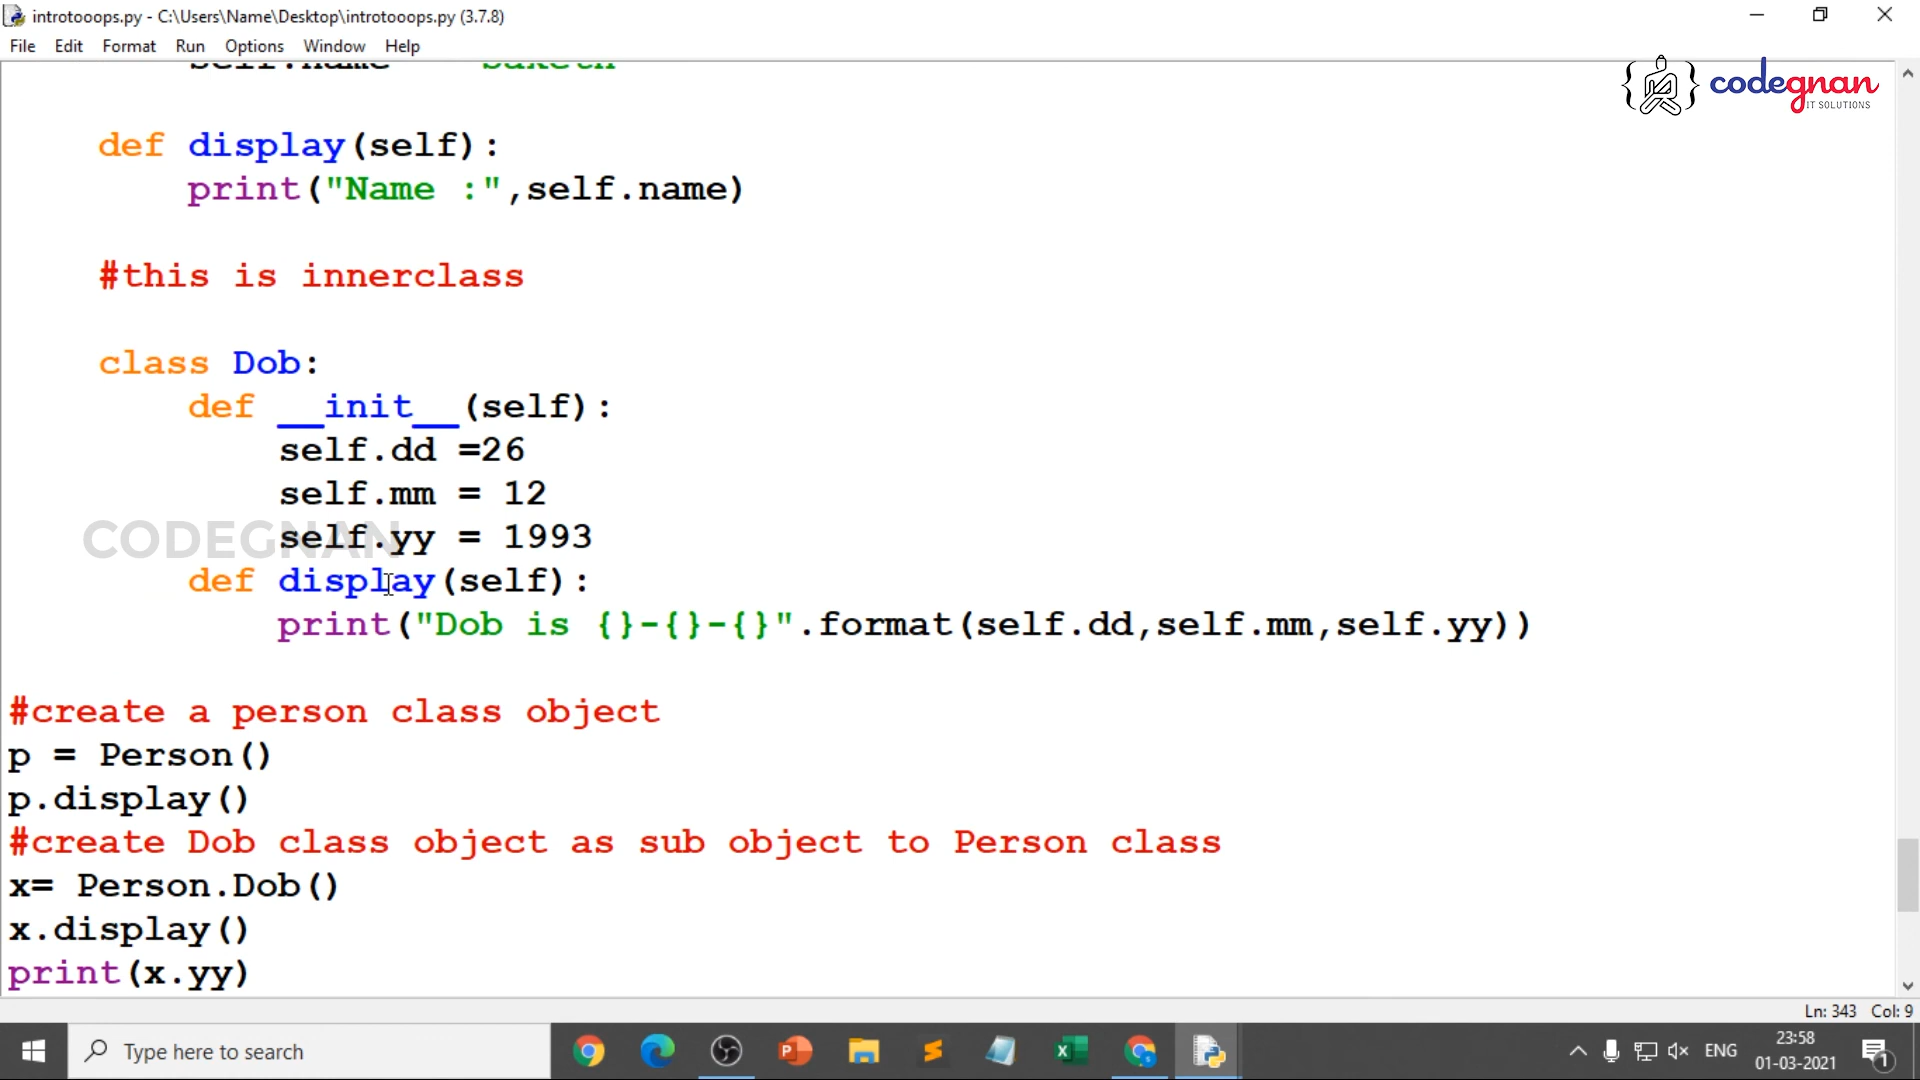 introtooops.py - C:\Users\Name\Desktop\introtooops.py (3.7.8)
File Edit Format Run Options Window Help
codegnan
IT SOLUTIONS
def display(self):
print("Name :",self.name)
#this is innerclass
class Dob:
def __init__(self):
self.dd =26
self.mm = 12
self.yy = 1993
CODEGNAN
def display(self):
print("Dob is {}-{}-{}".format(self.dd,self.mm,self.yy))
#create a person class object
p = Person()
p.display()
#create Dob class object as sub object to Person class
x= Person.Dob()
x.display()
print(x.yy)
Ln: 343 Col: 9
Type here to search
ENG
23:58
01-03-2021
1